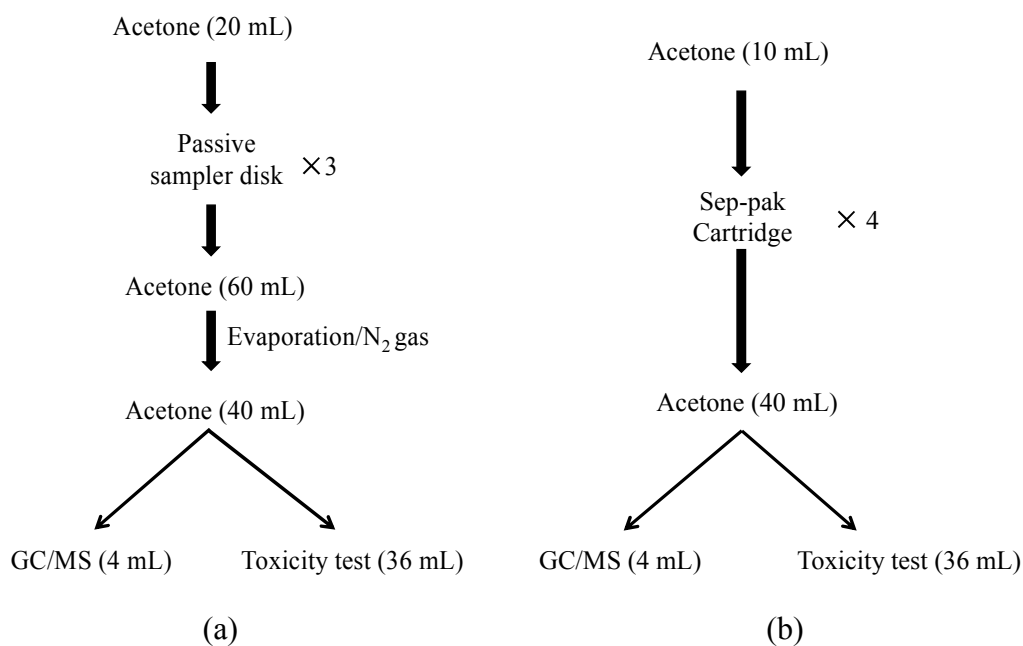 Acetone (20 mL)
Passive
sampler disk ×3
Acetone (60 mL)
Evaporation/N₂ gas
Acetone (40 mL)
GC/MS (4 mL) Toxicity test (36 mL)
(a)
Acetone (10 mL)
Sep-pak
Cartridge × 4
Acetone (40 mL)
GC/MS (4 mL) Toxicity test (36 mL)
(b)